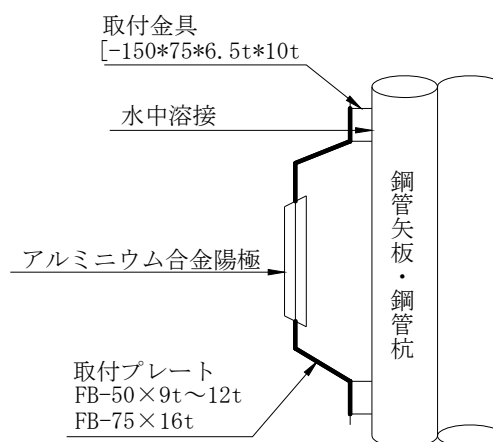 取付金具
[-150*75*6.5t*10t
水中溶接
鋼管矢板・鋼管杭
アルミニウム合金陽極
取付プレート
FB-50×9t～12t
FB-75×16t